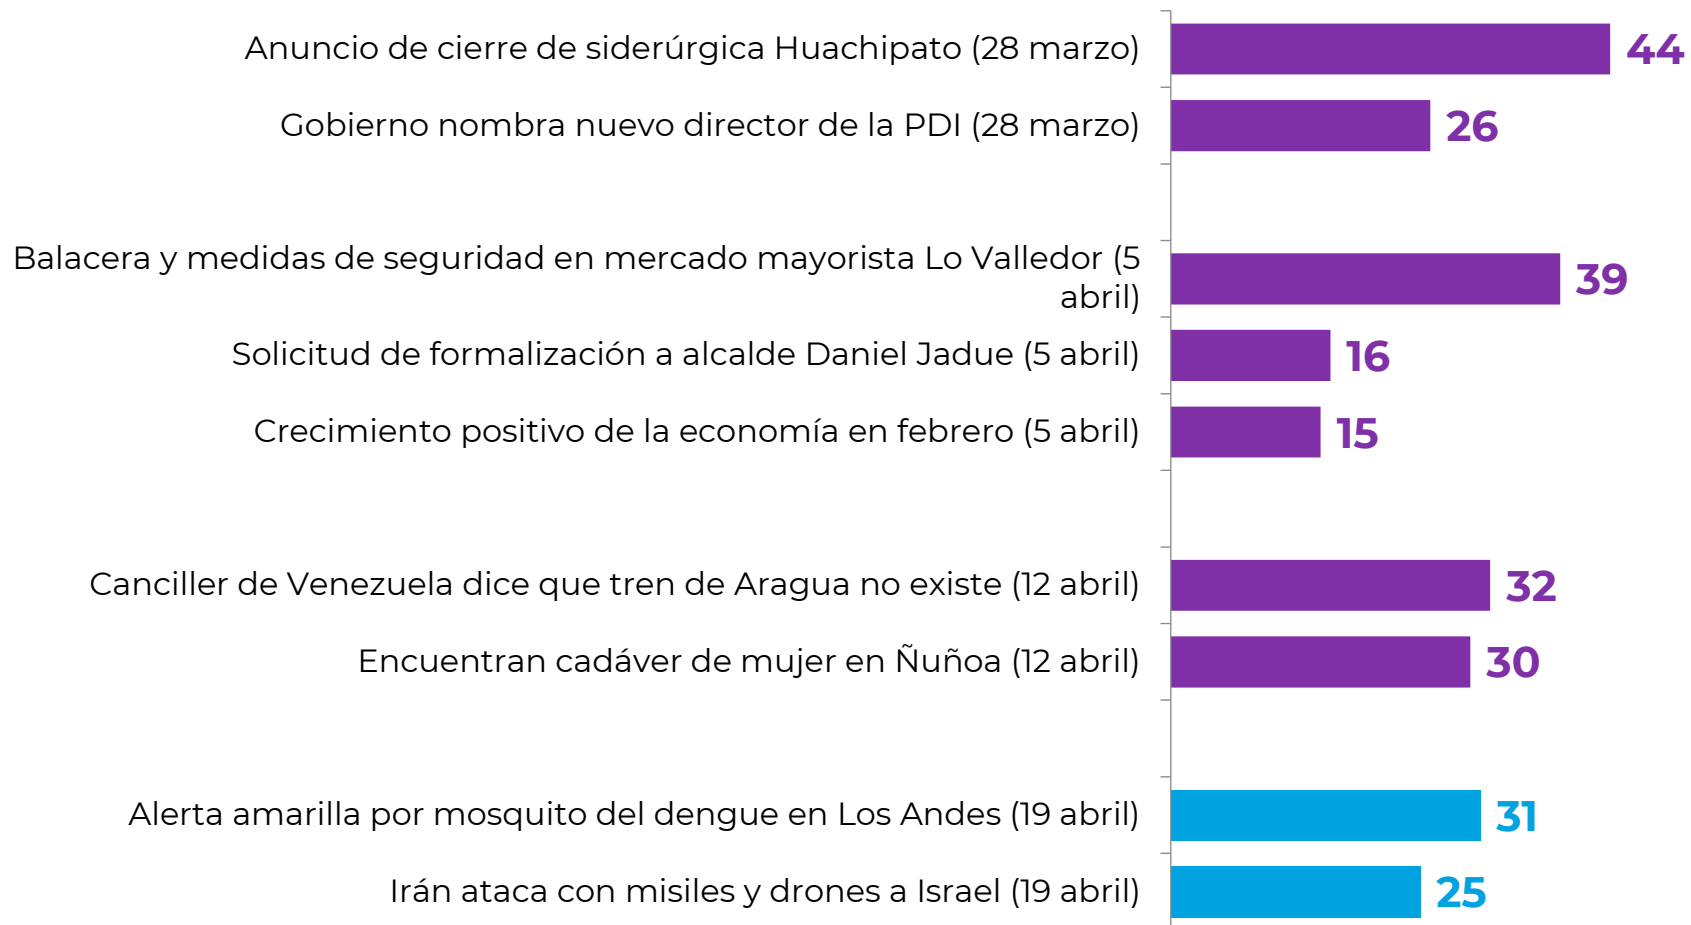 Anuncio de cierre de siderúrgica Huachipato (28 marzo) 44
Gobierno nombra nuevo director de la PDI (28 marzo) 26
Balacera y medidas de seguridad en mercado mayorista Lo Valledor (5
abril) 39
Solicitud de formalización a alcalde Daniel Jadue (5 abril) 16
Crecimiento positivo de la economía en febrero (5 abril) 15
Canciller de Venezuela dice que tren de Aragua no existe (12 abril) 32
Encuentran cadáver de mujer en Ñuñoa (12 abril) 30
Alerta amarilla por mosquito del dengue en Los Andes (19 abril) 31
Irán ataca con misiles y drones a Israel (19 abril) 25